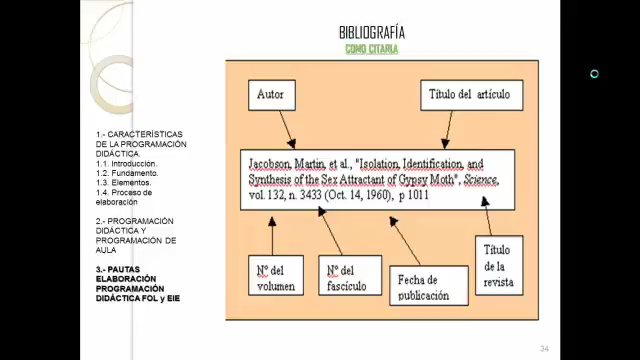 BIBLIOGRAFÍA
COMO CITARLA
1.- CARACTERÍSTICAS
DE LA PROGRAMACIÓN
DIDÁCTICA.
1.1. Introducción.
1.2. Fundamento.
1.3. Elementos.
1.4. Proceso de
elaboración
2.- PROGRAMACIÓN
DIDÁCTICA Y
PROGRAMACIÓN DE
AULA
3.- PAUTAS
ELABORACIÓN
PROGRAMACIÓN
DIDÁCTICA FOL y EIE
Autor
Título del artículo
Jacobson, Martin, et al., "Isolation, Identification, and
Synthesis of the Sex Attractant of Gypsy Moth", Science,
vol. 132, n. 3433 (Oct. 14, 1960), p 1011
Nº del
volumen
Nº del
fascículo
Fecha de
publicación
Título
de la
revista
34